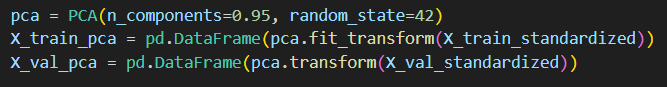 pca = PCA(n_components=0.95, random_state=42)
X_train_pca = pd.DataFrame(pca.fit_transform(X_train_standardized))
X_val_pca = pd.DataFrame(pca.transform(X_val_standardized))